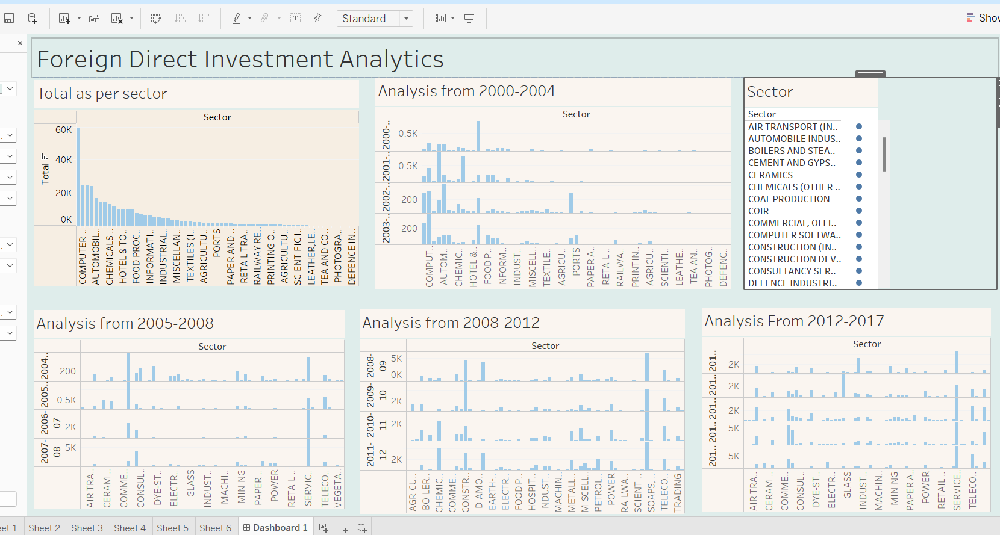 Standard
Show
Foreign Direct Investment Analytics
Total as per sector
Sector
Total
60K
40K
20K
0K
COMPUTER ..
AUTOMOBIL..
CHEMICALS ..
HOTEL & TO..
FOOD PROC..
INFORMATI..
INDUSTRIAL..
MISCELLAN..
TEXTILES (I..
AGRICULTU..
PORTS
PAPER AND ..
RETAIL TRA..
RAILWAY RE..
PRINTING O..
AGRICULTU..
SCIENTIFIC I..
LEATHER,LE..
TEA AND CO..
PHOTOGRA..
DEFENCE IN..
Analysis from 2000-2004
Sector
2000-..
0.5K
2001-..
0.5K
2002-..
200
2003-..
200
COMPUT..
AUTOM..
CHEMIC..
HOTEL &..
FOOD P..
INFORM..
INDUST..
MISCELL..
TEXTILE..
AGRICU..
PORTS
PAPER A..
RETAIL ..
RAILWA..
PRINTIN..
AGRICU..
SCIENTI..
LEATHE..
TEA AN..
PHOTOG..
DEFENC..
Sector
Sector
AIR TRANSPORT (IN..
AUTOMOBILE INDUS..
BOILERS AND STEA..
CEMENT AND GYPS..
CERAMICS
CHEMICALS (OTHER ..
COAL PRODUCTION
COIR
COMMERCIAL, OFFI..
COMPUTER SOFTWA..
CONSTRUCTION (IN..
CONSTRUCTION DEV..
CONSULTANCY SER..
DEFENCE INDUSTRI..
Analysis from 2005-2008
Sector
2004..
200
2005..
0.5K
2006-07
2K
2007-08
5K
AIR TRA..
CERAMI..
COMME..
CONSUL..
DYE-ST..
ELECTR..
GLASS
INDUST..
MACHI..
MINING
PAPER ..
POWER
RETAIL ..
SERVIC..
TELECO..
VEGETA..
Analysis from 2008-2012
Sector
2008-09
5K
0K
2009-10
2K
2010-11
2K
2011-12
2K
AGRICU..
BOILER..
CHEMIC..
COMME..
CONSTR..
DIAMO..
EARTH-..
ELECTR..
FOOD P..
HOSPIT..
INDUST..
MACHIN..
METALL..
MISCELL..
PETROL..
POWER
RAILWA..
SCIENTI..
SOAPS, ..
TELECO..
TRADING
Analysis From 2012-2017
Sector
201..
2K
201..
2K
201..
2K
201..
5K
201..
5K
AIR TRA..
CERAMI..
COMME..
CONSUL..
DYE-ST..
ELECTR..
GLASS
INDUST..
MACHIN..
MINING
PAPER A..
POWER
RETAIL ..
SERVICE..
TELECO..
eet 1
Sheet 2
Sheet 3
Sheet 4
Sheet 5
Sheet 6
Dashboard 1